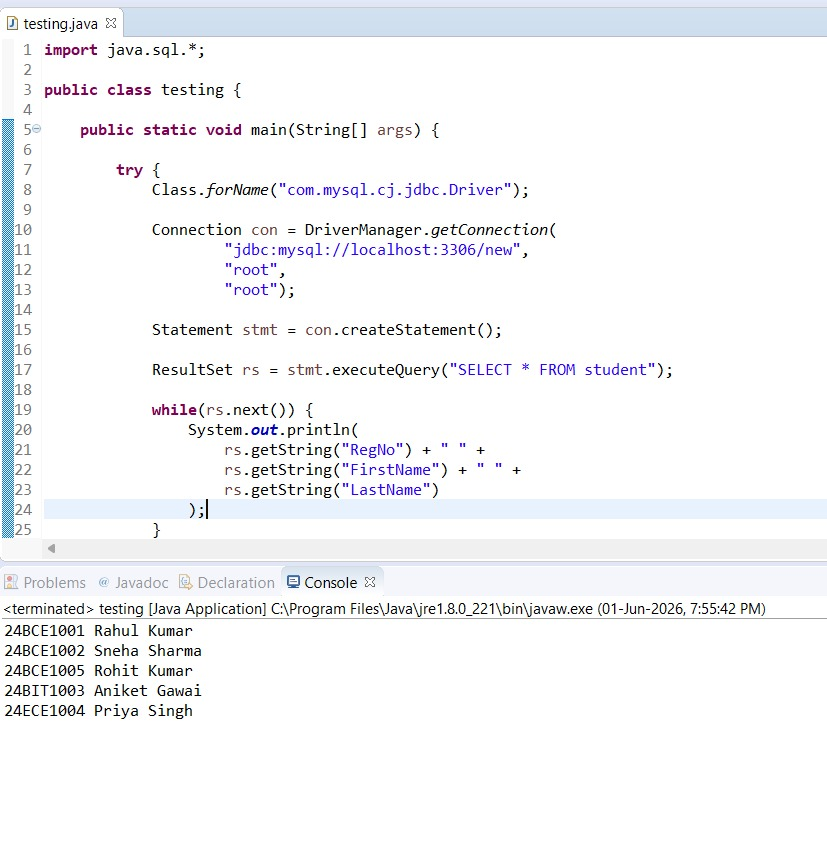 testing.java
1 import java.sql.*;
2
3 public class testing {
4
5     public static void main(String[] args) {
6
7         try {
8             Class.forName("com.mysql.cj.jdbc.Driver");
9
10             Connection con = DriverManager.getConnection(
11                     "jdbc:mysql://localhost:3306/new",
12                     "root",
13                     "root");
14
15             Statement stmt = con.createStatement();
16
17             ResultSet rs = stmt.executeQuery("SELECT * FROM student");
18
19             while(rs.next()) {
20                 System.out.println(
21                     rs.getString("RegNo") + " " +
22                     rs.getString("FirstName") + " " +
23                     rs.getString("LastName")
24                 );
25             }
Problems @ Javadoc Declaration Console
<terminated> testing [Java Application] C:\Program Files\Java\jre1.8.0_221\bin\javaw.exe (01-Jun-2026, 7:55:42 PM)
24BCE1001 Rahul Kumar
24BCE1002 Sneha Sharma
24BCE1005 Rohit Kumar
24BIT1003 Aniket Gawai
24ECE1004 Priya Singh